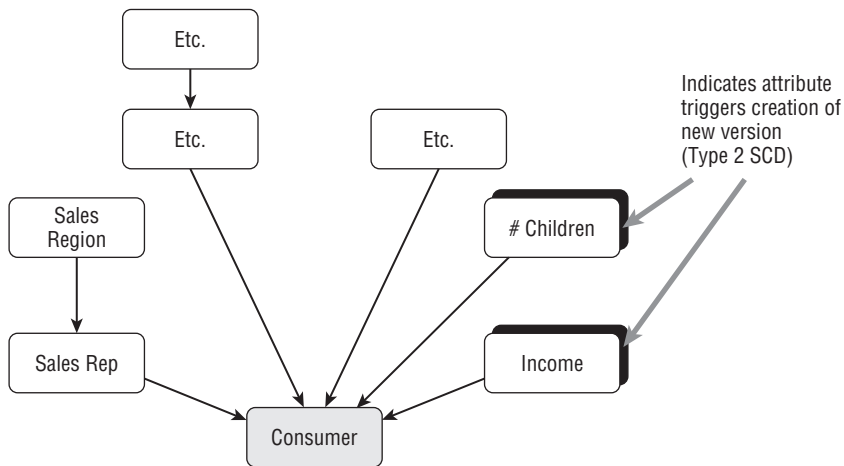 Etc.
Etc.
Etc.
Indicates attribute
triggers creation of
new version
(Type 2 SCD)
Sales
Region
# Children
Sales Rep
Income
Consumer